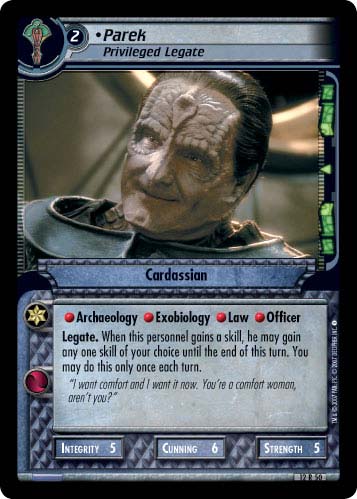 2 •Parek
Privileged Legate
Cardassian
Archaeology Exobiology Law Officer
Legate. When this personnel gains a skill, he may gain
any one skill of your choice until the end of this turn. You
may do this only once each turn.
"I want comfort and I want it now. You're a comfort woman,
aren't you?"
INTEGRITY 5 CUNNING 6 STRENGTH 5
12 R 50